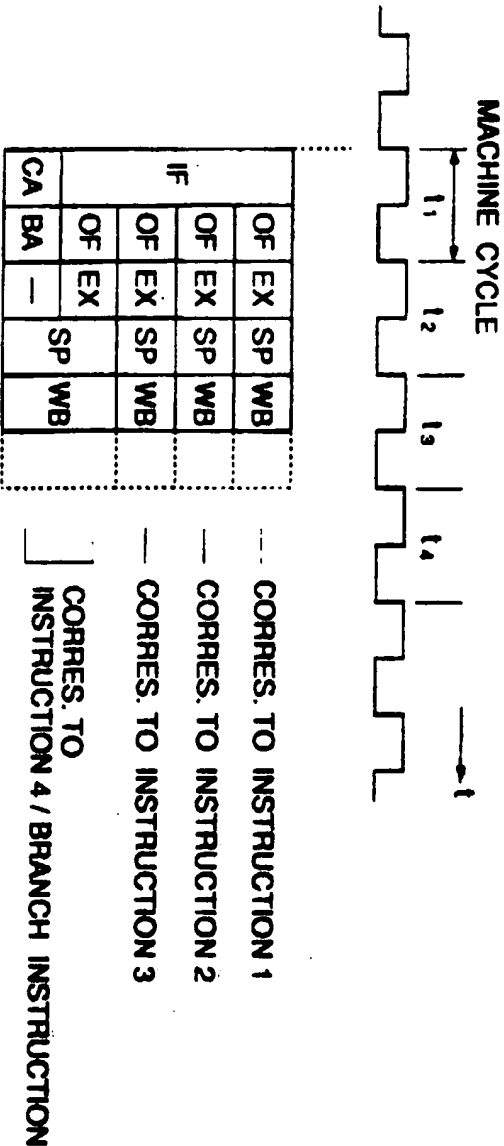 MACHINE CYCLE
t1 t2 t3 t4 t
IF OF EX SP WB CORRES. TO INSTRUCTION 1
OF EX SP WB CORRES. TO INSTRUCTION 2
OF EX SP WB CORRES. TO INSTRUCTION 3
OF EX SP WB CORRES. TO
CA BA — INSTRUCTION 4 / BRANCH INSTRUCTION